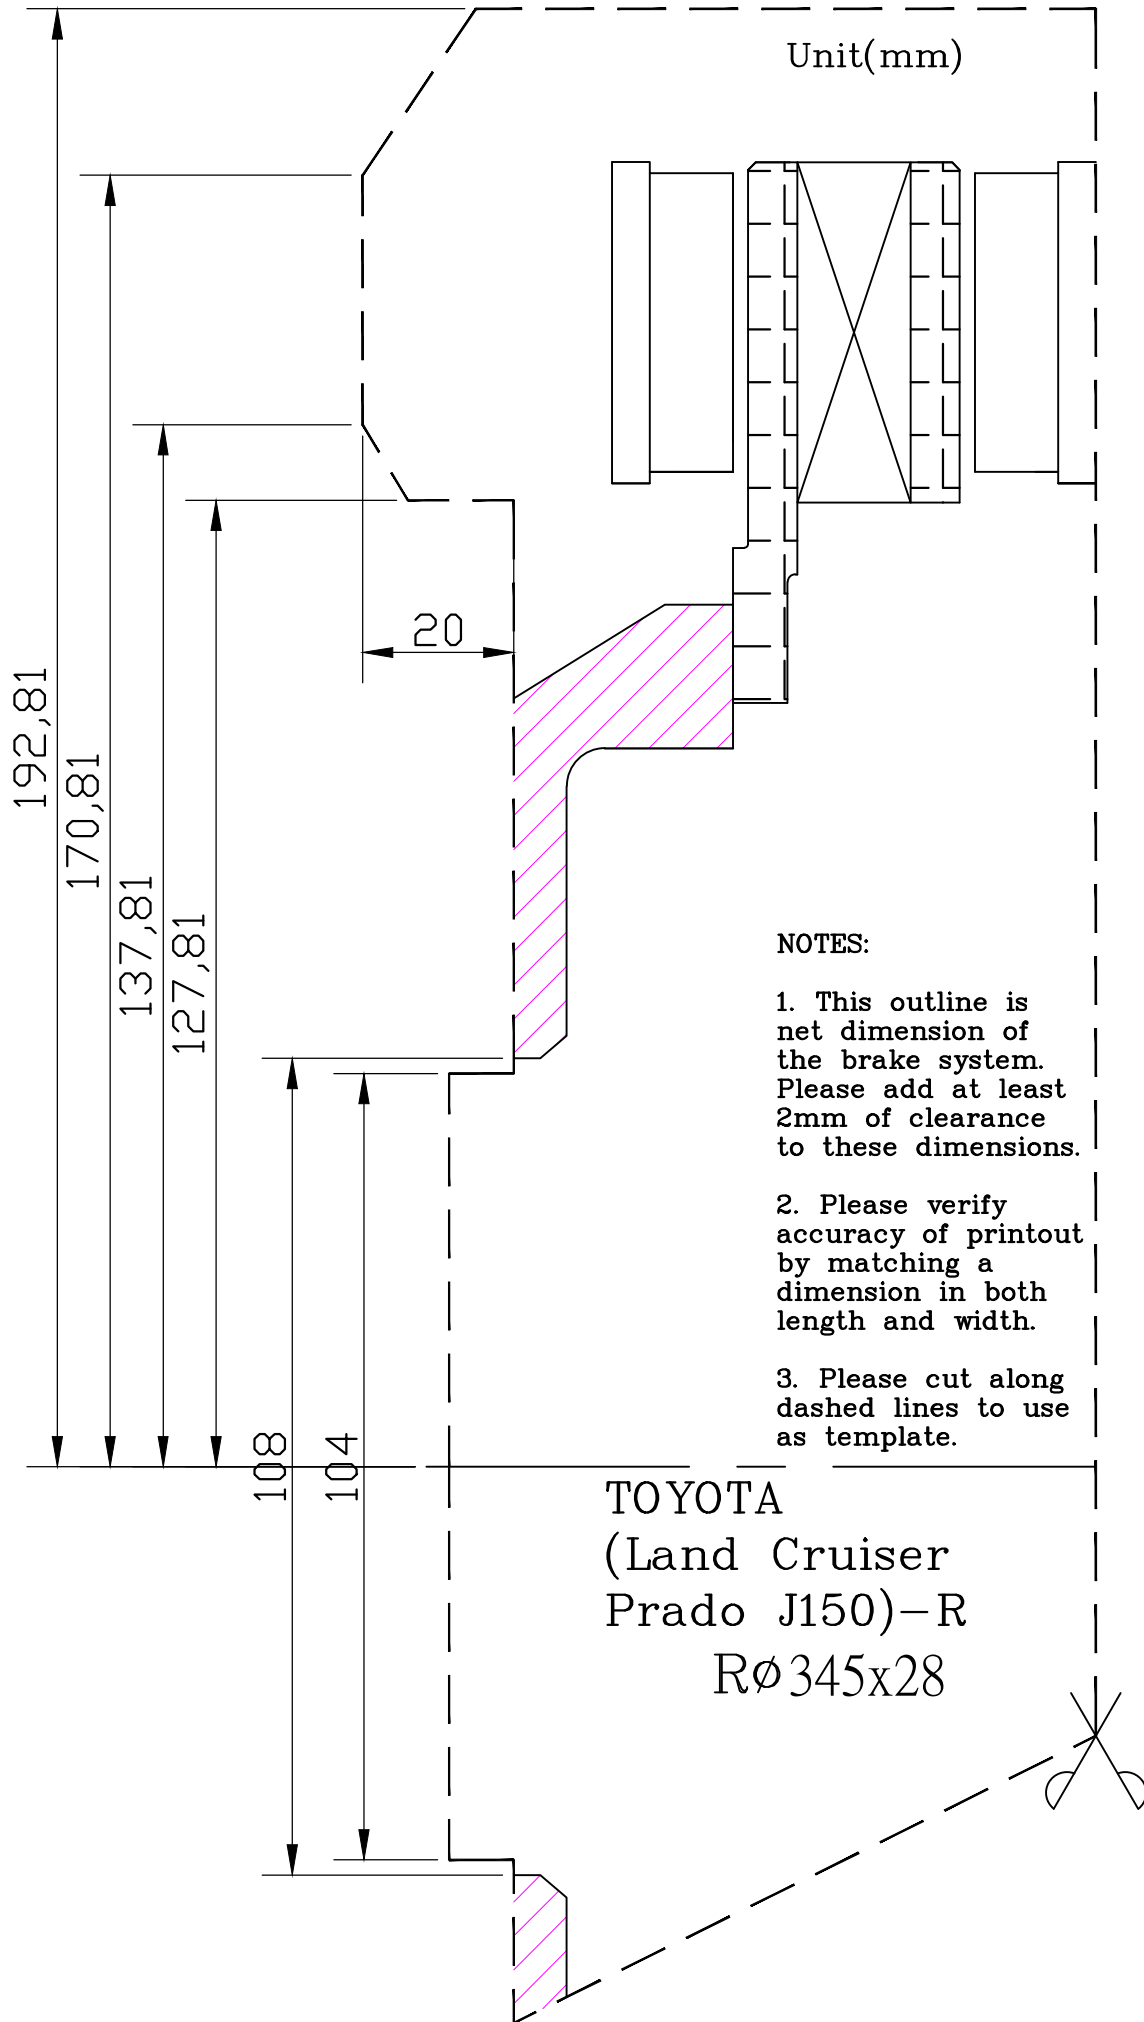 Unit(mm)
20
192,81
170,81
137,81
127,81
NOTES:
1. This outline is
net dimension of
the brake system.
Please add at least
2mm of clearance
to these dimensions.
2. Please verify
accuracy of printout
by matching a
dimension in both
length and width.
3. Please cut along
dashed lines to use
as template.
108
104
TOYOTA
(Land Cruiser
Prado J150)-R
RØ345x28